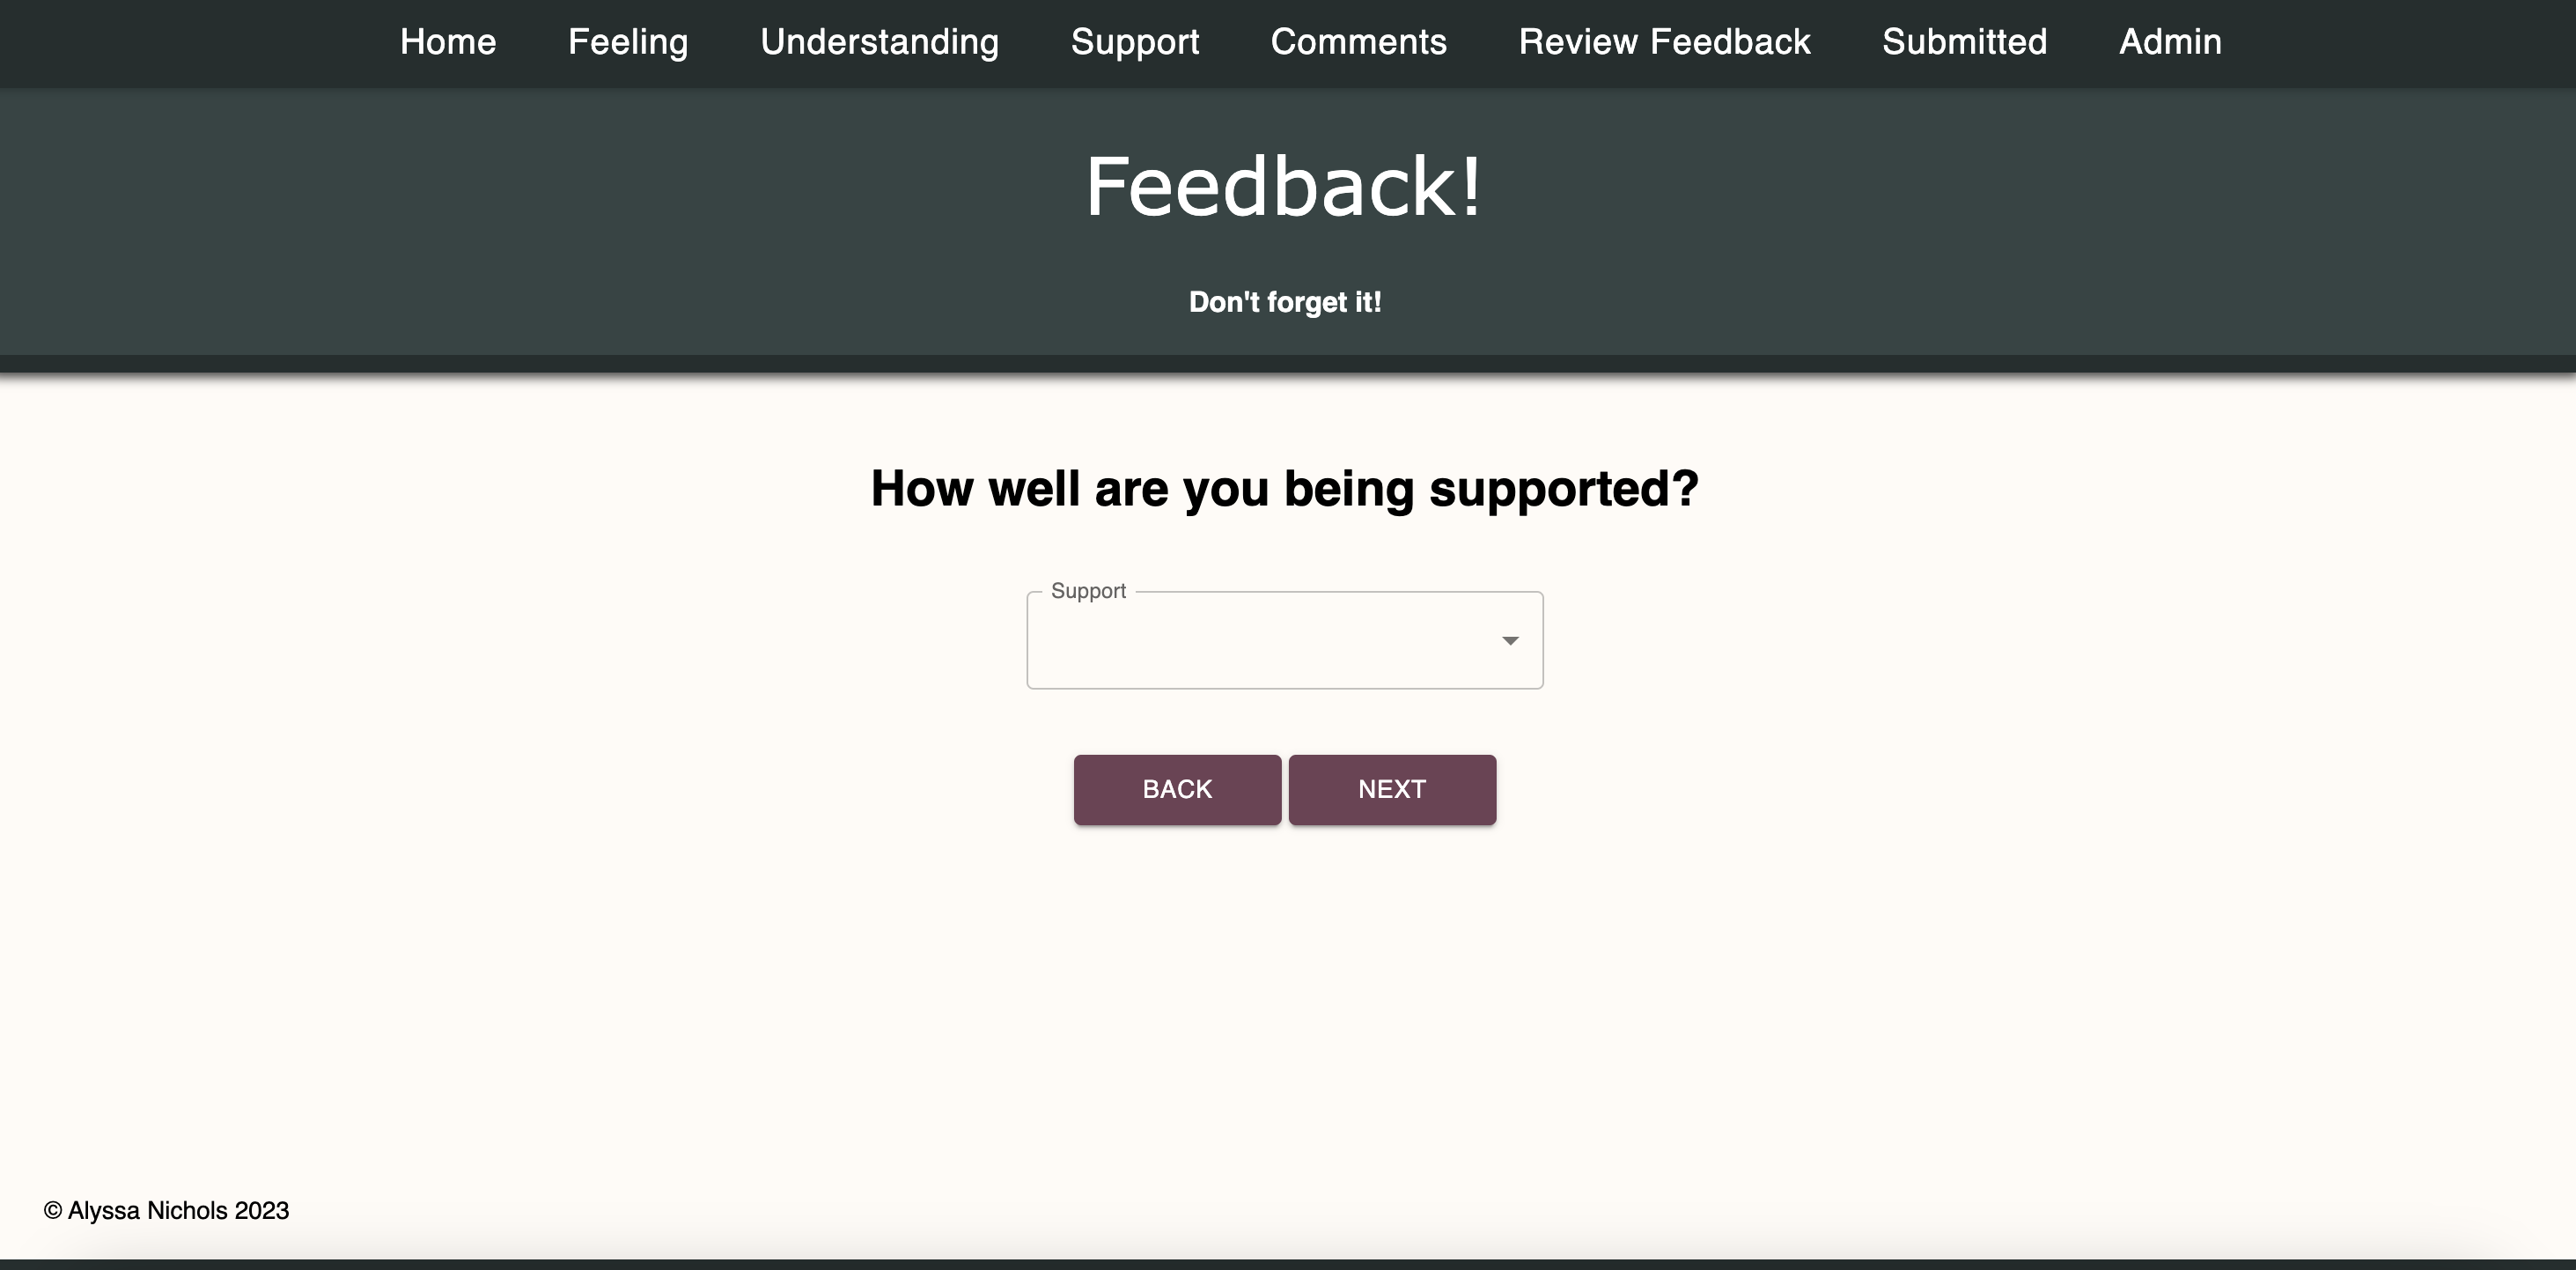 Home Feeling Understanding Support Comments Review Feedback Submitted Admin
Feedback!
Don't forget it!
How well are you being supported?
Support
BACK NEXT
© Alyssa Nichols 2023